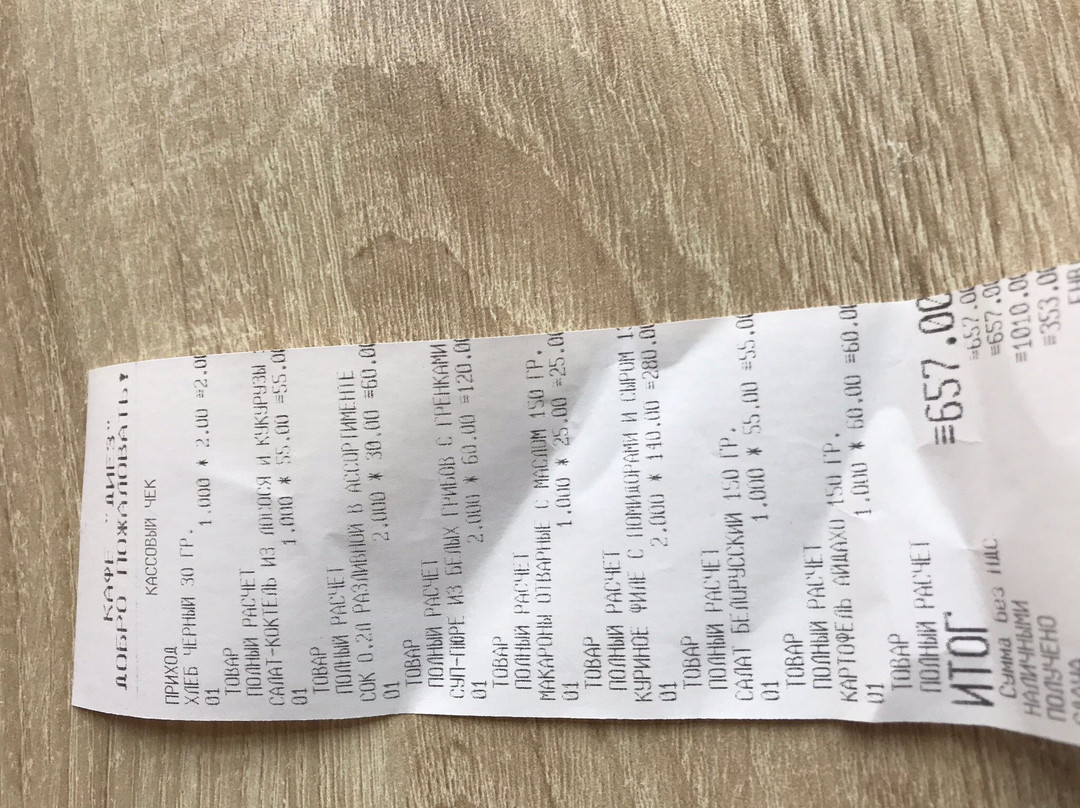 КАФЕ "ДИЕЗ"
ДОБРО ПОЖАЛОВАТЬ!
КАССОВЫЙ ЧЕК
ПРИХОД
ХЛЕБ ЧЕРНЫЙ 30 ГР.
01 1.000 * 2.00 ≡2.00
ТОВАР
ПОЛНЫЙ РАСЧЕТ
САЛАТ-КОКТЕЛЬ ИЗ ЛОСОСЯ И КУКУРУЗЫ
01 1.000 * 55.00 ≡55.00
ТОВАР
ПОЛНЫЙ РАСЧЕТ
СОК 0.2Л РАЗЛИВНОЙ В АССОРТИМЕНТЕ
01 2.000 * 30.00 ≡60.00
ТОВАР
ПОЛНЫЙ РАСЧЕТ
СУП-ПЮРЕ ИЗ БЕЛЫХ ГРИБОВ С ГРЕНКАМИ
01 2.000 * 60.00 ≡120.00
ТОВАР
ПОЛНЫЙ РАСЧЕТ
МАКАРОНЫ ОТВАРНЫЕ С МАСЛОМ 150 ГР.
01 1.000 * 25.00 ≡25.00
ТОВАР
ПОЛНЫЙ РАСЧЕТ
КУРИНОЕ ФИЛЕ С ПОМИДОРАМИ И СЫРОМ
01 2.000 * 140.00 ≡280.00
ТОВАР
ПОЛНЫЙ РАСЧЕТ
САЛАТ БЕЛОРУССКИЙ 150 ГР.
01 1.000 * 55.00 ≡55.00
ТОВАР
ПОЛНЫЙ РАСЧЕТ
КАРТОФЕЛЬ АЙДАХО 150 ГР.
01 1.000 * 60.00 ≡60.00
ТОВАР
ПОЛНЫЙ РАСЧЕТ
ИТОГ ≡657.00
Сумма без НДС ≡657.00
НАЛИЧНЫМИ ≡657.00
ПОЛУЧЕНО ≡1010.00
СДАЧА ≡353.00